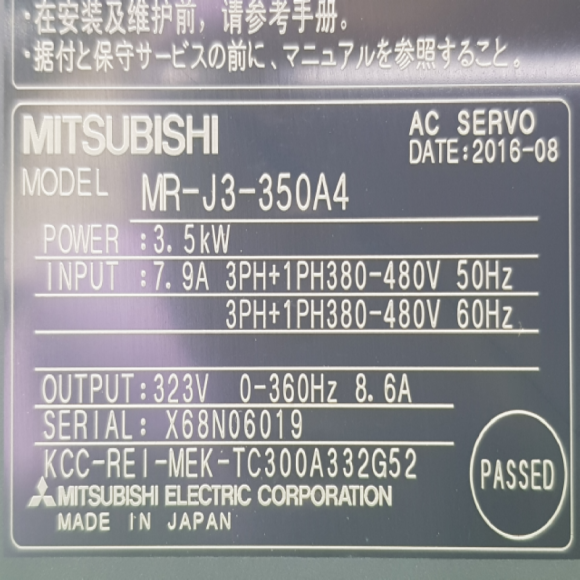 ·在安装及维护前,请参考手册。
·据付と保守サービスの前に、マニュアルを参照すること。
MITSUBISHI
AC SERVO
DATE:2016-08
MODEL MR-J3-350A4
POWER :3.5kW
INPUT :7.9A 3PH+1PH380-480V 50Hz
3PH+1PH380-480V 60Hz
OUTPUT:323V 0-360Hz 8.6A
SERIAL: X68N06019
KCC-REI-MEK-TC300A332G52
PASSED
MITSUBISHI ELECTRIC CORPORATION
MADE IN JAPAN